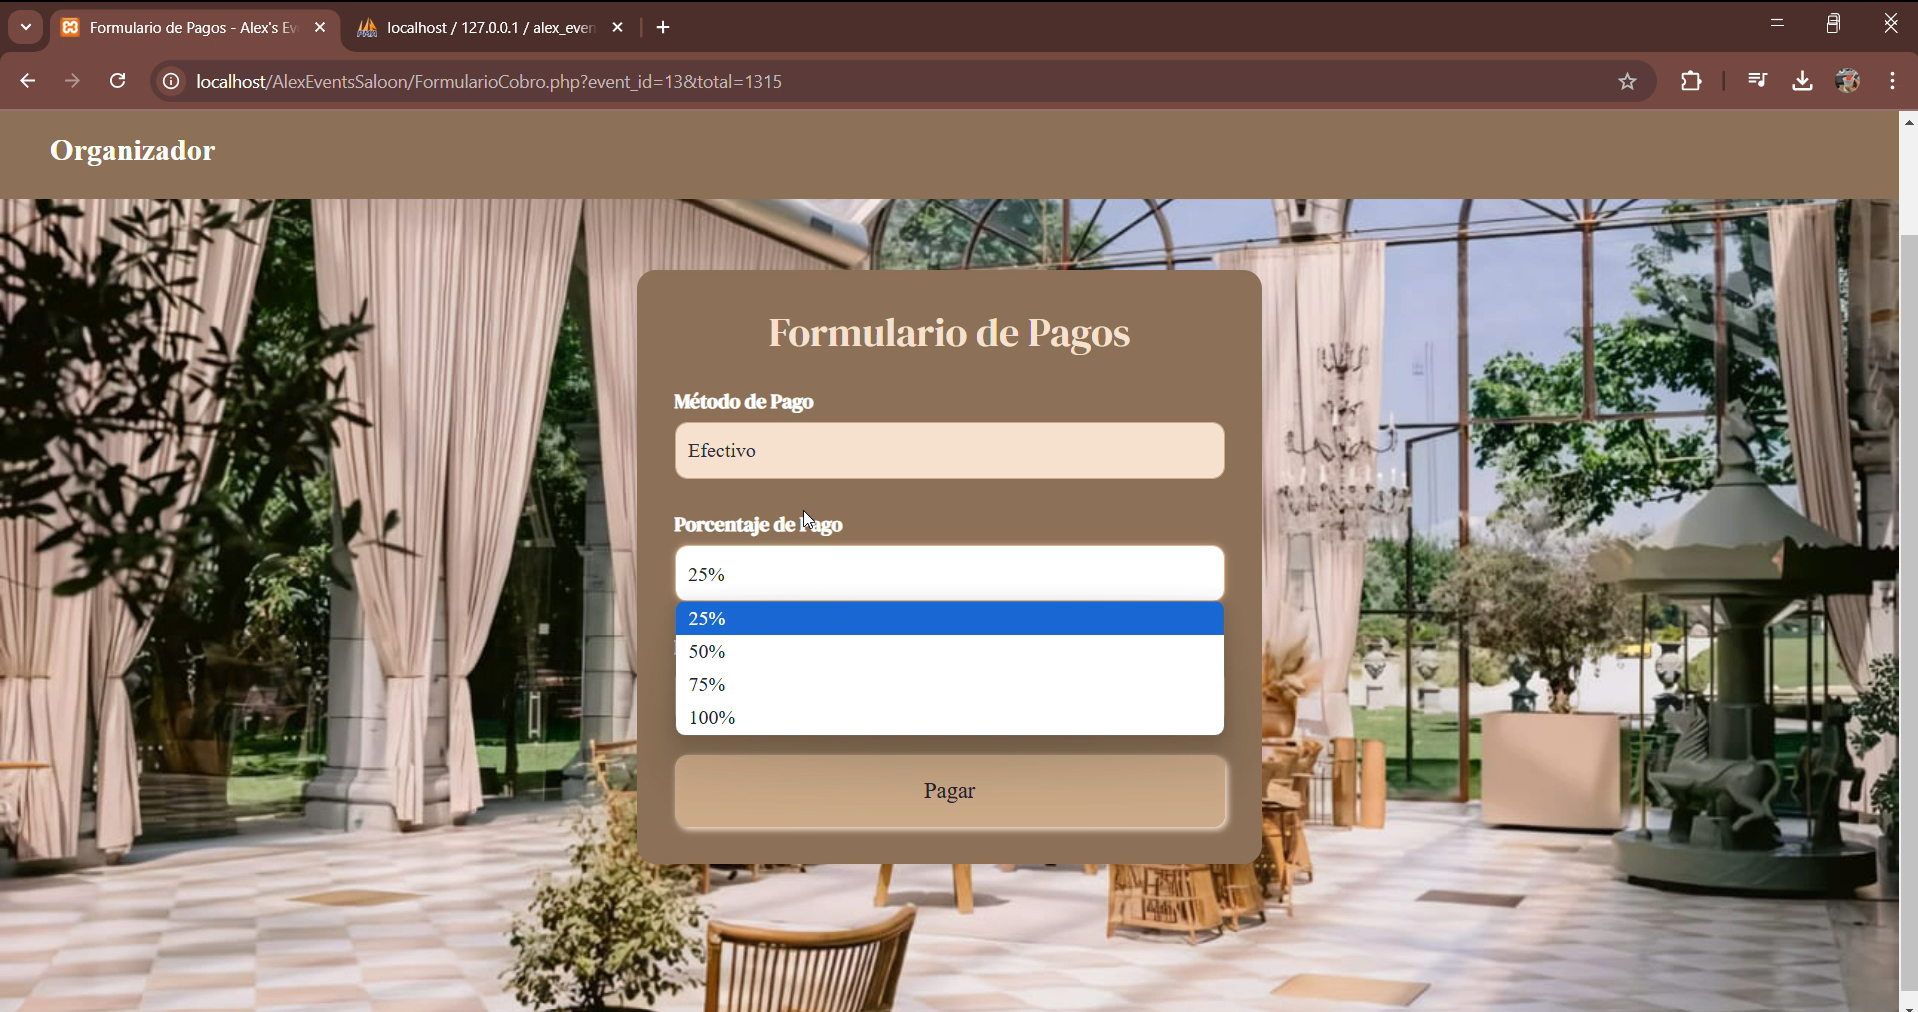 Formulario de Pagos - Alex's Ev
localhost / 127.0.0.1 / alex_even
localhost/AlexEventsSaloon/FormularioCobro.php?event_id=13&total=1315
Organizador
Formulario de Pagos
Método de Pago
Efectivo
Porcentaje de Pago
25%
25%
50%
75%
100%
Pagar